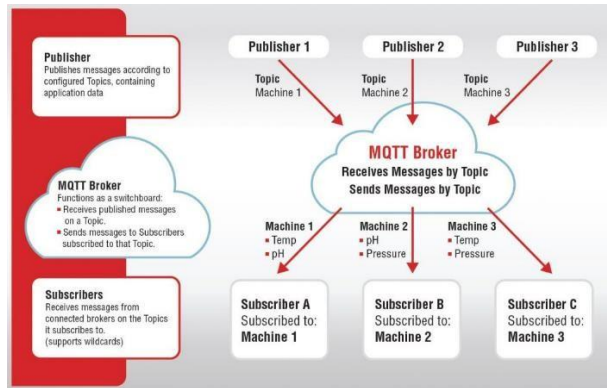 Publisher
Publishes messages according to
configured Topics, containing
application data
MQTT Broker
Functions as a switchboard:
▪ Receives published messages
on a Topic.
▪ Sends messages to Subscribers
subscribed to that Topic.
Subscribers
Receives messages from
connected brokers on the Topics
it subscribes to.
(supports wildcards)
Publisher 1
Publisher 2
Publisher 3
Topic
Machine 1
Topic
Machine 2
Topic
Machine 3
MQTT Broker
Receives Messages by Topic
Sends Messages by Topic
Machine 1
▪ Temp
▪ pH
Machine 2
▪ pH
▪ Pressure
Machine 3
▪ Temp
▪ Pressure
Subscriber A
Subscribed to:
Machine 1
Subscriber B
Subscribed to:
Machine 2
Subscriber C
Subscribed to:
Machine 3